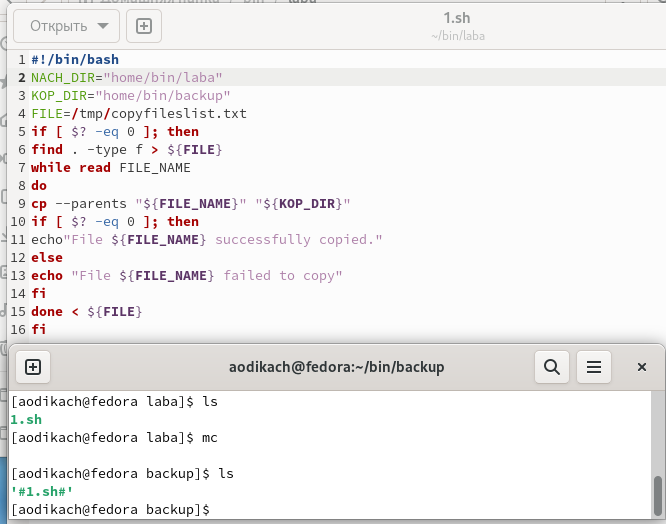 Открыть
1.sh
~/bin/laba
1 #!/bin/bash
2 NACH_DIR="home/bin/laba"
3 KOP_DIR="home/bin/backup"
4 FILE=/tmp/copyfileslist.txt
5 if [ $? -eq 0 ]; then
6 find . -type f > ${FILE}
7 while read FILE_NAME
8 do
9 cp --parents "${FILE_NAME}" "${KOP_DIR}"
10 if [ $? -eq 0 ]; then
11 echo"File ${FILE_NAME} successfully copied."
12 else
13 echo "File ${FILE_NAME} failed to copy"
14 fi
15 done < ${FILE}
16 fi
aodikach@fedora:~/bin/backup
[aodikach@fedora laba]$ ls
1.sh
[aodikach@fedora laba]$ mc
[aodikach@fedora backup]$ ls
'#1.sh#'
[aodikach@fedora backup]$